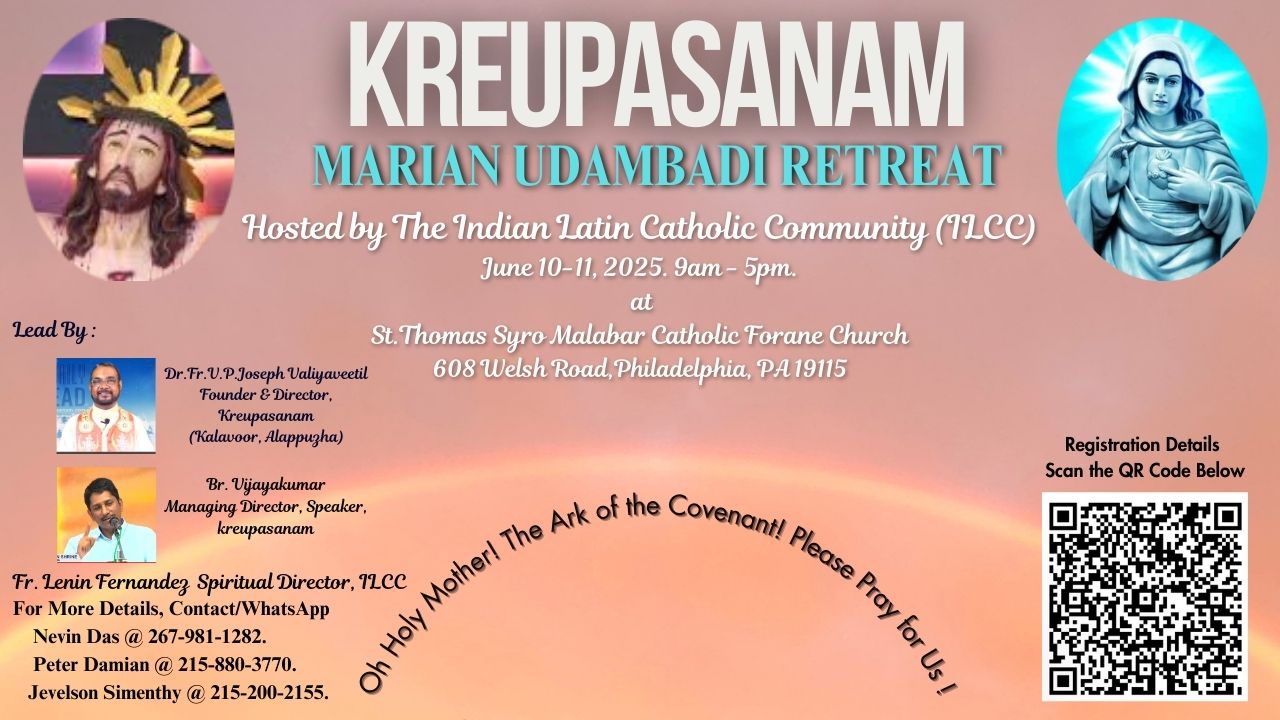 KREUPASANAM
MARIAN UDAMBADI RETREAT
Hosted by The Indian Latin Catholic Community (ILCC)
June 10-11, 2025. 9am - 5pm.
at
St.Thomas Syro Malabar Catholic Forane Church
608 Welsh Road,Philadelphia, PA 19115
Lead By :
Dr.Fr.V.P.Joseph Valiyaveetil
Founder & Director,
Kreupasanam
(Kalavoor, Alappuzha)
Br. Vijayakumar
Managing Director, Speaker,
kreupasanam
Fr. Lenin Fernandez Spiritual Director, ILCC
For More Details, Contact/WhatsApp
Nevin Das @ 267-981-1282.
Peter Damian @ 215-880-3770.
Jevelson Simenthy @ 215-200-2155.
Oh Holy Mother! The Ark of the Covenant! Please Pray for Us !
Registration Details
Scan the QR Code Below